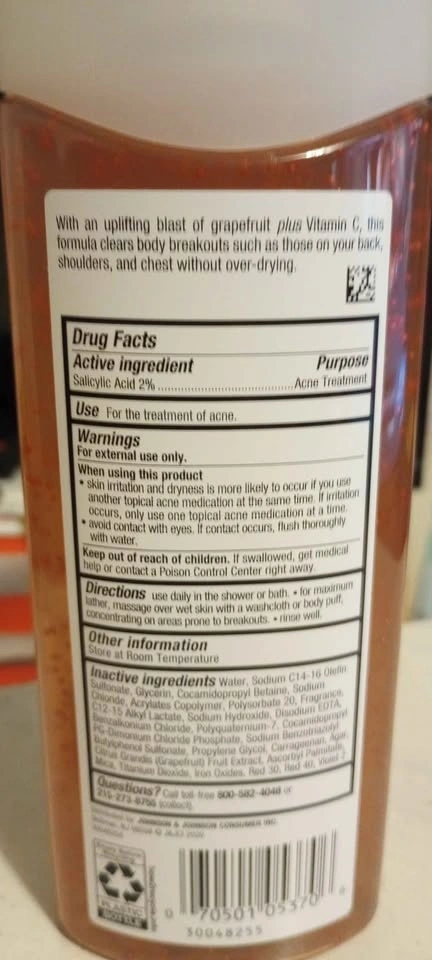 With an uplifting blast of grapefruit plus Vitamin C, this
formula clears body breakouts such as those on your back,
shoulders, and chest without over-drying.
Drug Facts
Active ingredient Purpose
Salicylic Acid 2% ........................................ Acne Treatment
Use For the treatment of acne.
Warnings
For external use only.
When using this product
• skin irritation and dryness is more likely to occur if you use
another topical acne medication at the same time. If irritation
occurs, only use one topical acne medication at a time.
• avoid contact with eyes. If contact occurs, flush thoroughly
with water.
Keep out of reach of children. If swallowed, get medical
help or contact a Poison Control Center right away.
Directions use daily in the shower or bath. • for maximum
lather, massage over wet skin with a washcloth or body puff,
concentrating on areas prone to breakouts. • rinse well.
Other information
Store at Room Temperature
Inactive ingredients Water, Sodium C14-16 Olefin
Sulfonate, Glycerin, Cocamidopropyl Betaine, Sodium
Chloride, Acrylates Copolymer, Polysorbate 20, Fragrance,
C12-15 Alkyl Lactate, Sodium Hydroxide, Disodium EDTA,
Benzalkonium Chloride, Polyquaternium-7, Cocamidopropyl
PG-Dimonium Chloride Phosphate, Sodium Benzotriazolyl
Butylphenol Sulfonate, Propylene Glycol, Carrageenan, Agar,
Citrus Grandis (Grapefruit) Fruit Extract, Ascorbyl Palmitate,
Mica, Titanium Dioxide, Iron Oxides, Red 30, Red 40, Violet 2
Questions? Call toll-free 800-582-4048 or
215-273-8755 (collect).
Distributed by: JOHNSON & JOHNSON CONSUMER INC.
PLASTIC
BOTTLE
0 70501 05370
30048255